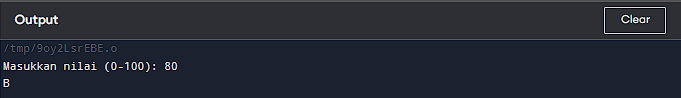 Output
Clear
/tmp/9oy2LsrEBE.o
Masukkan nilai (0-100): 80
B